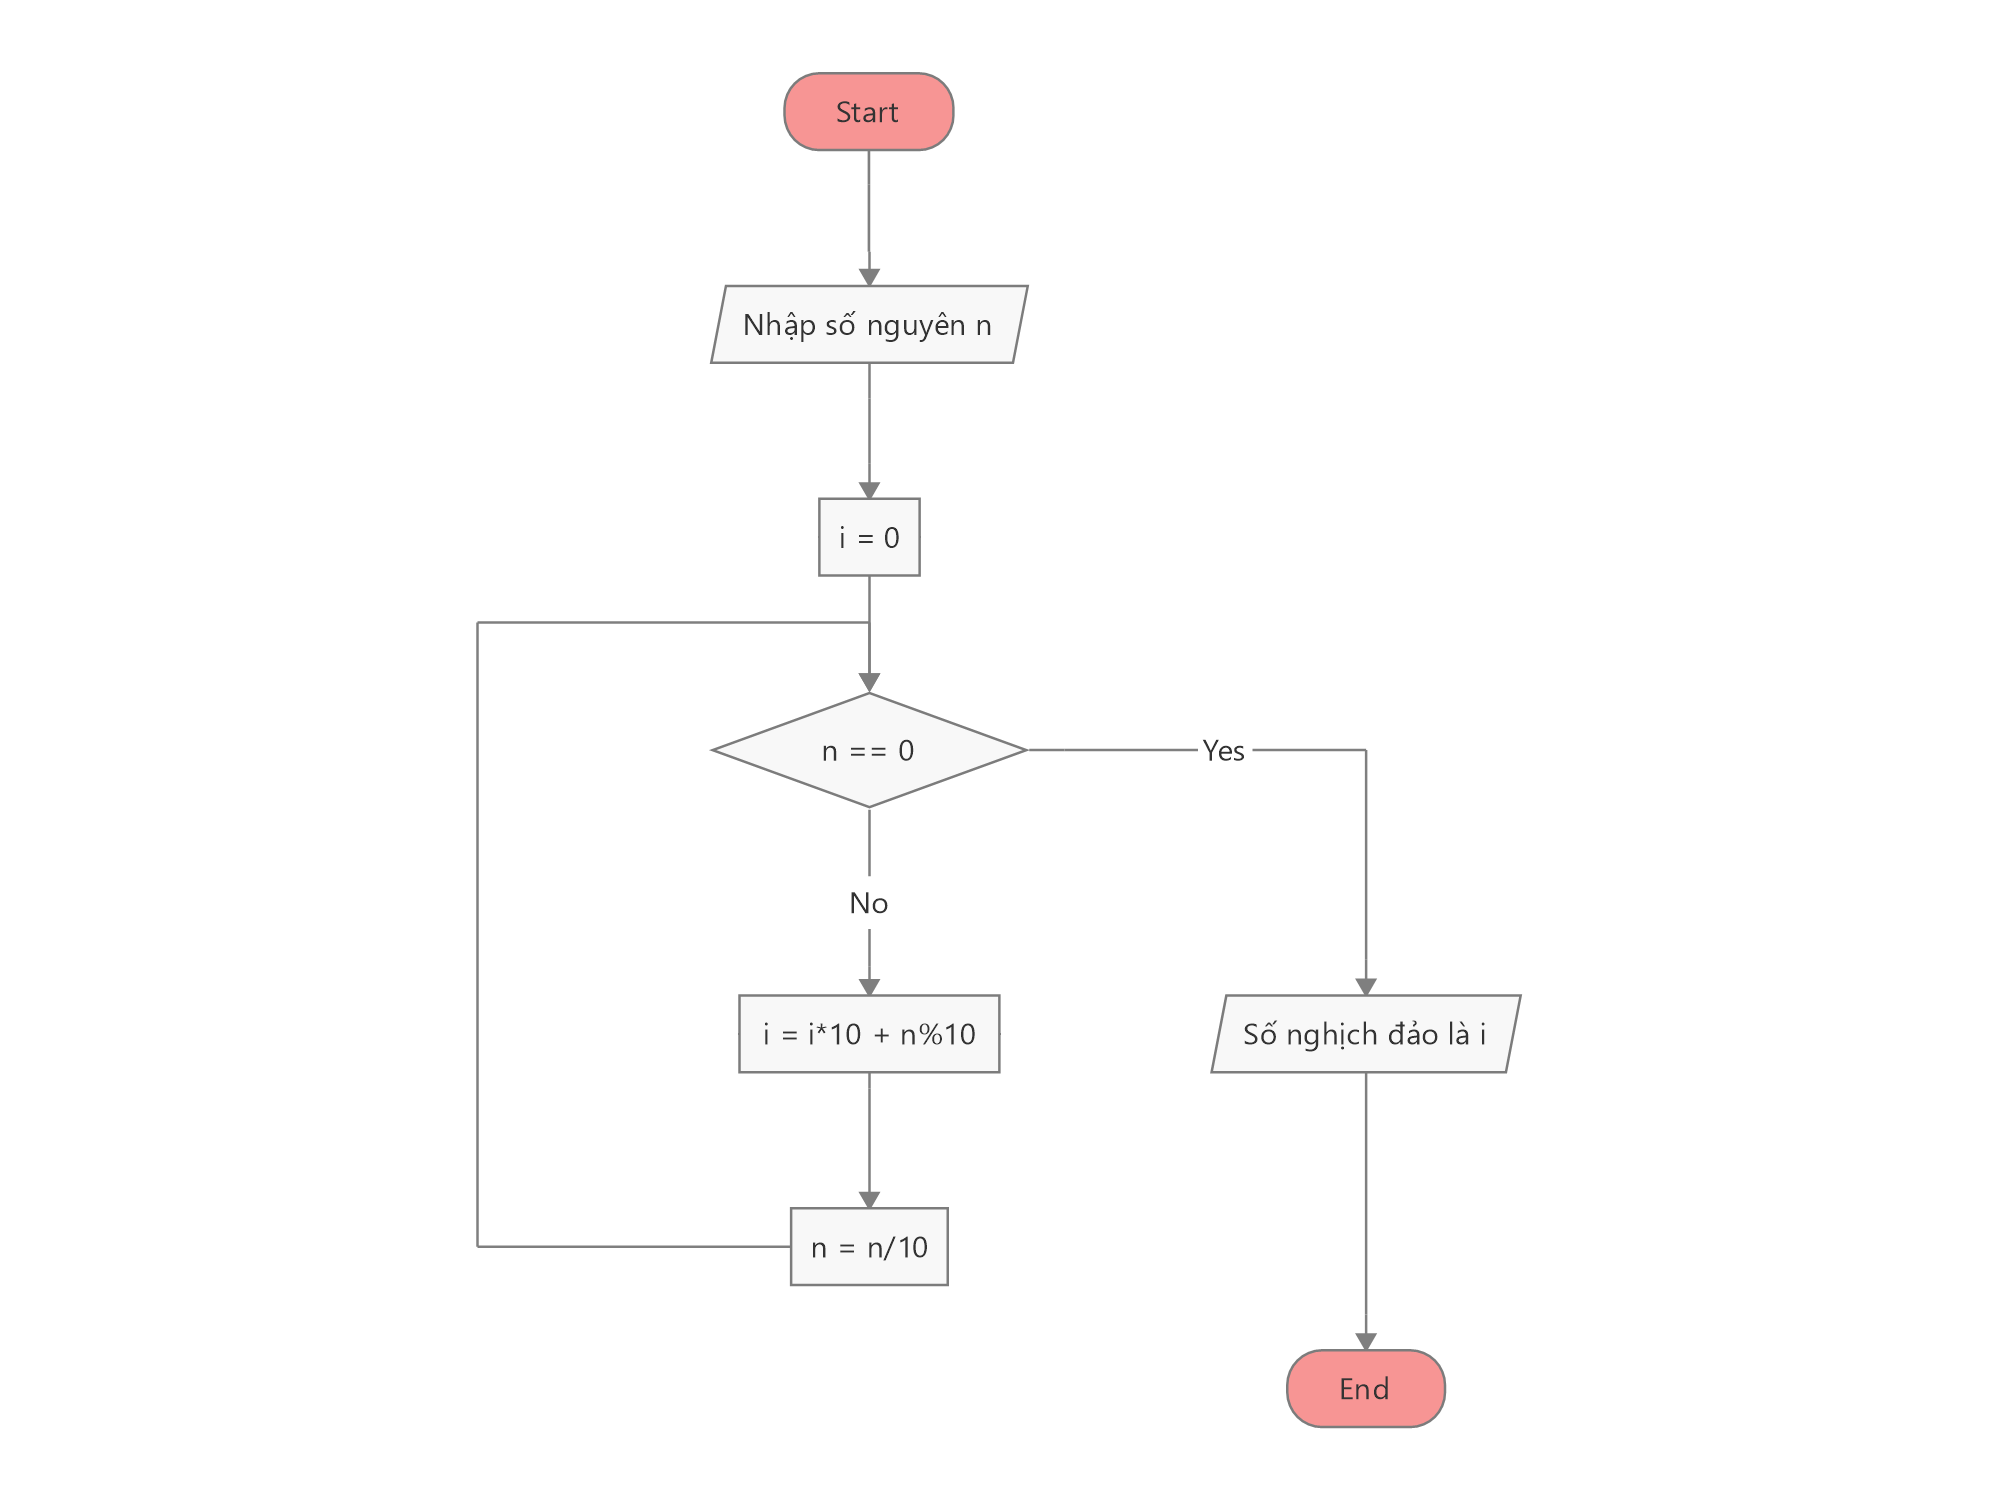 Start
Nhập số nguyên n
i = 0
n == 0
Yes
No
i = i*10 + n%10
Số nghịch đảo là i
n = n/10
End